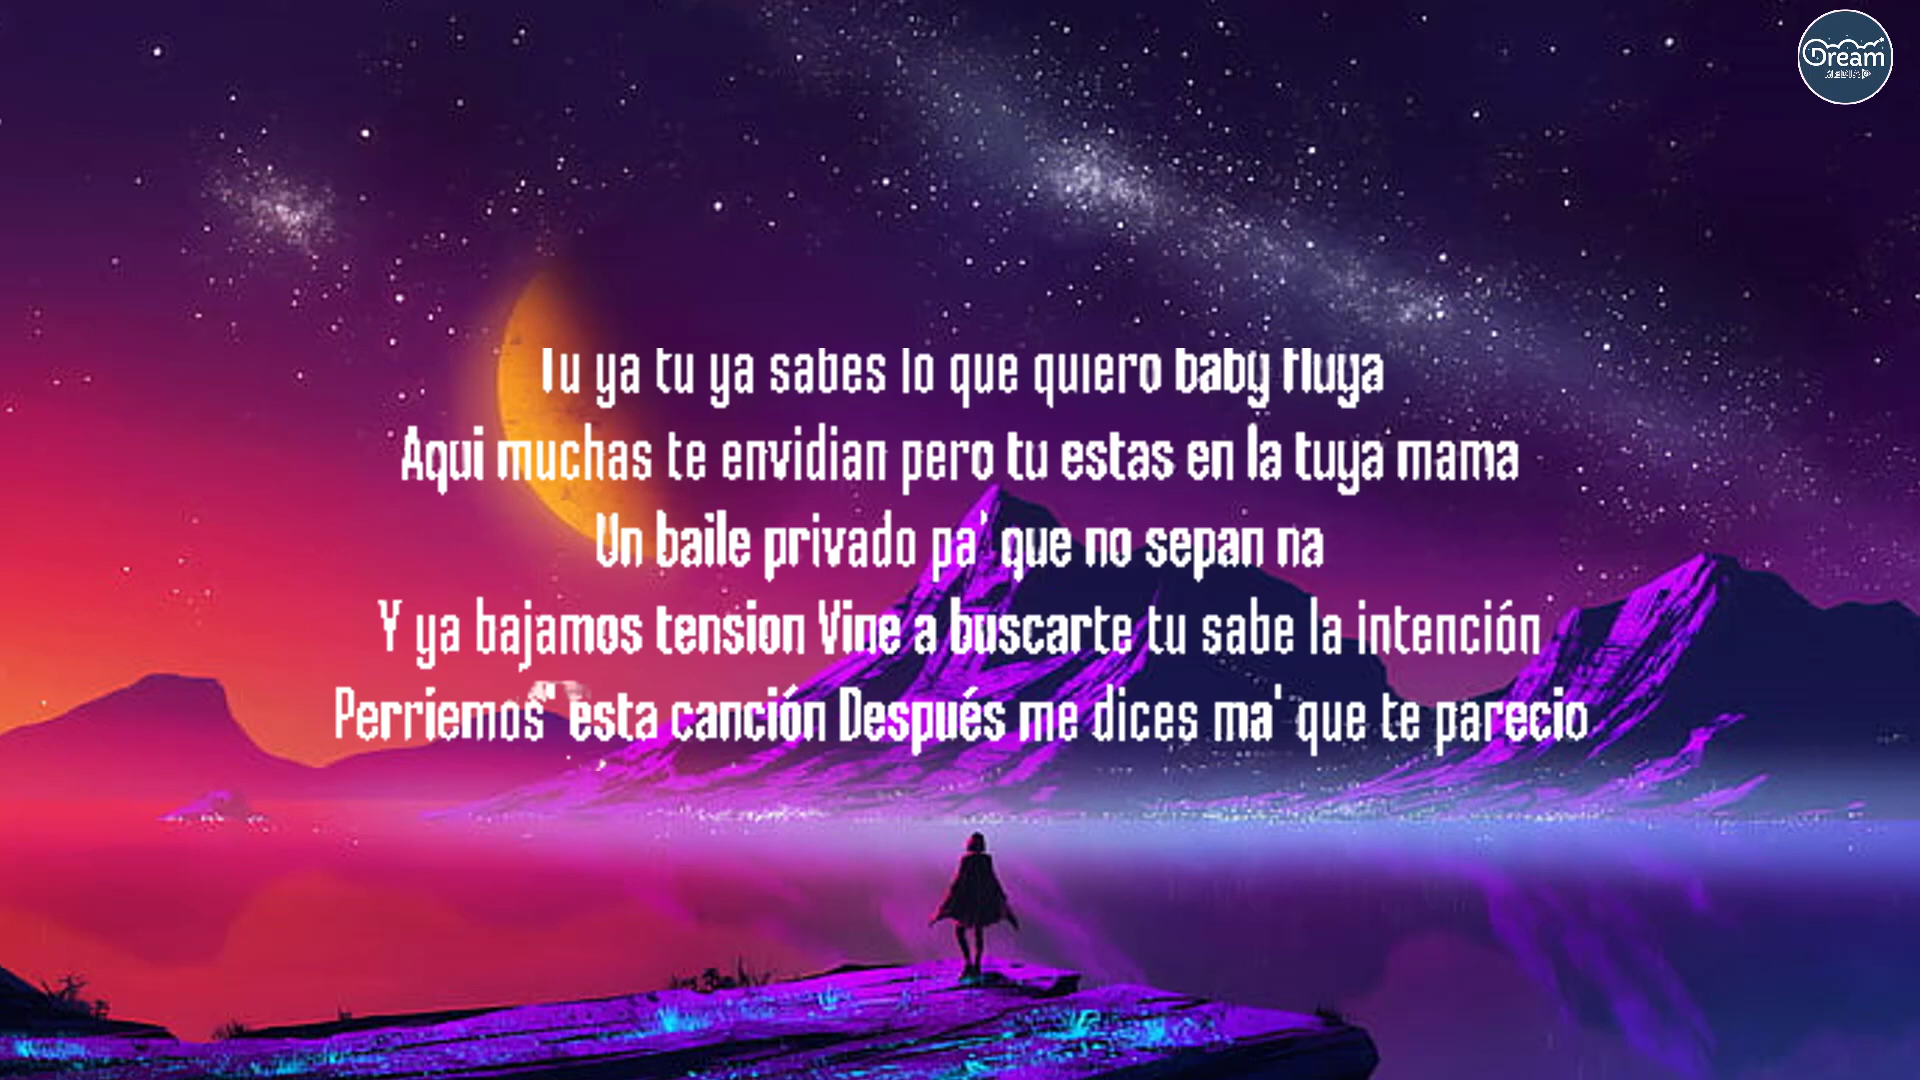 Dream
MEDIA
Tu ya tu ya sabes lo que quiero baby fluya
Aqui muchas te envidian pero tu estas en la tuya mama
Un baile privado pa' que no sepan na
Y ya bajamos tension Vine a buscarte tu sabe la intención
Perriemos" esta canción Después me dices ma' que te parecio